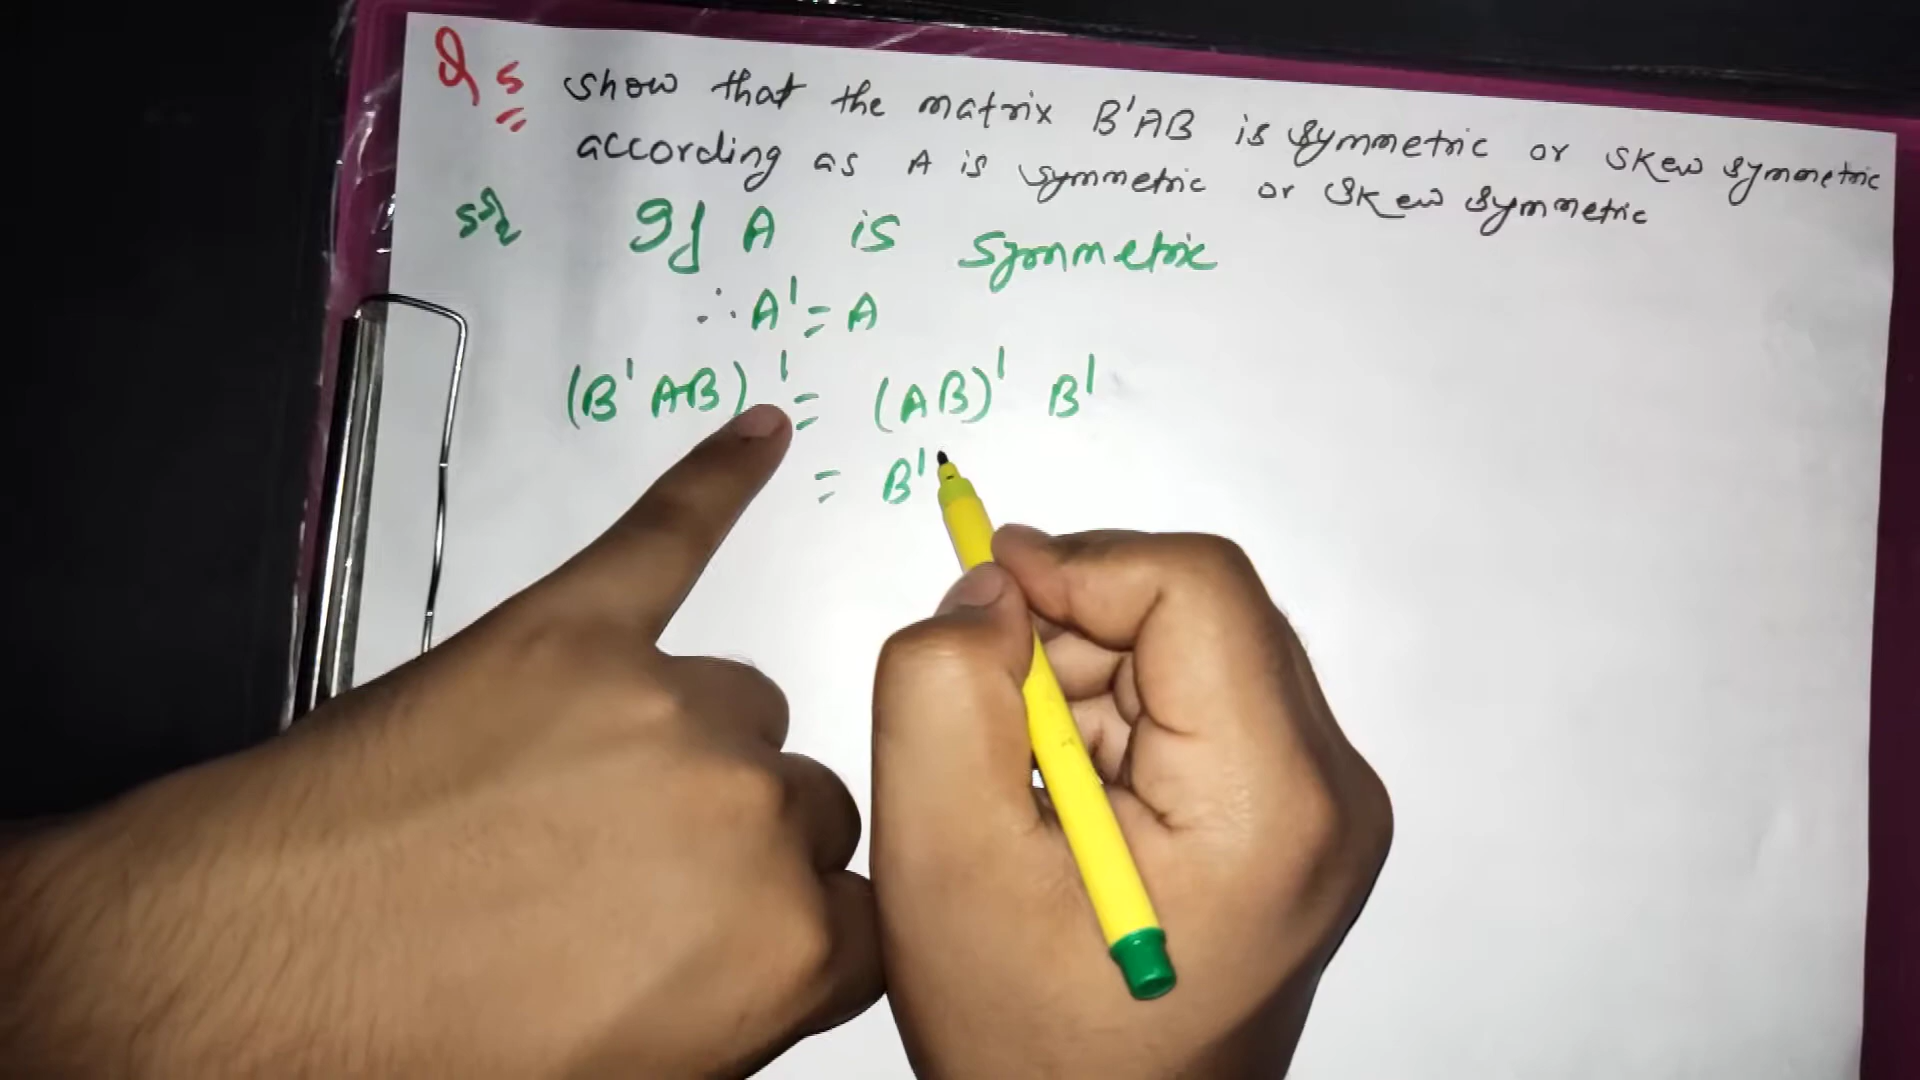 Q 5 Show that the matrix B'AB is symmetric or skew symmetric
according as A is symmetric or skew symmetric
Sol If A is symmetric
∴ A' = A
(B'AB)' = (AB)' B'
= B'